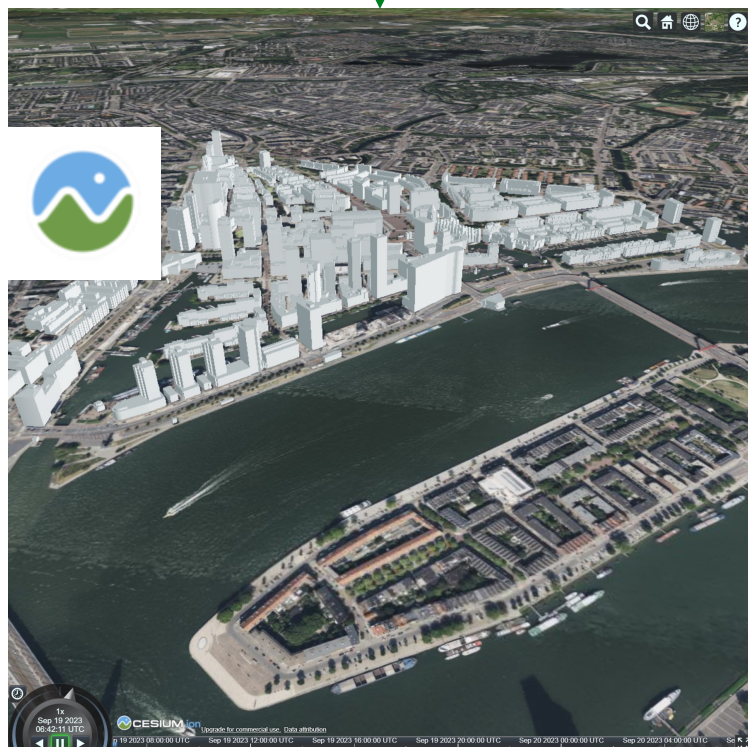 ?
1x
Sep 19 2023
06:42:11 UTC
CESIUM ion
Upgrade for commercial use. Data attribution
19 2023 08:00:00 UTC Sep 19 2023 12:00:00 UTC Sep 19 2023 16:00:00 UTC Sep 19 2023 20:00:00 UTC Sep 20 2023 00:00:00 UTC Sep 20 2023 04:00:00 UTC Se